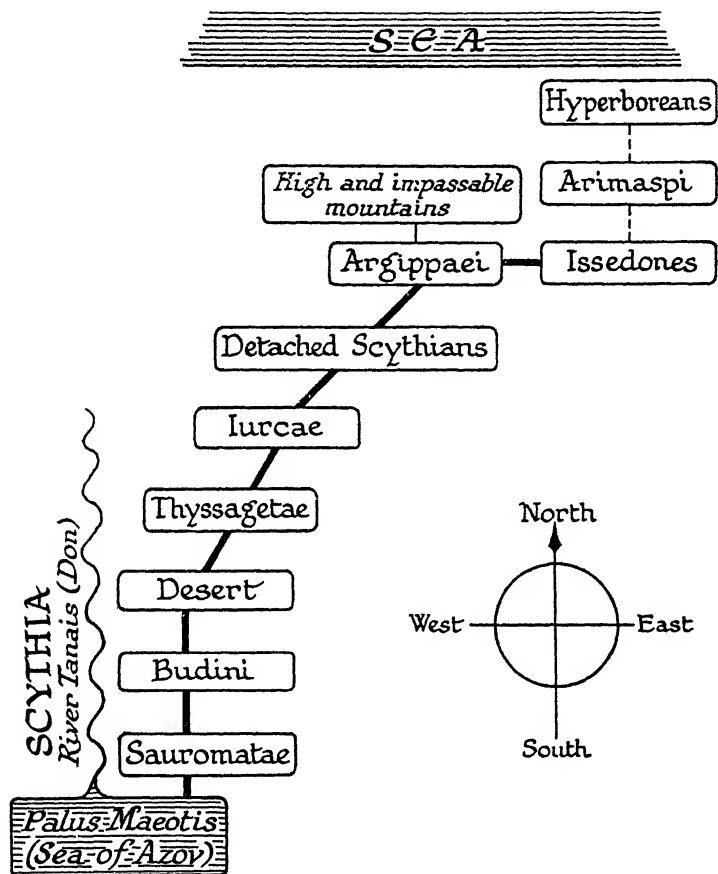 SEA
Hyperboreans
High and impassable
mountains
Arimaspi
Argippaei
Issedones
Detached Scythians
Iurcae
Thyssagetae
Desert
Budini
Sauromatae
SCYTHIA
River Tanais (Don)
Palus Maeotis
(Sea of Azov)
North
West
East
South